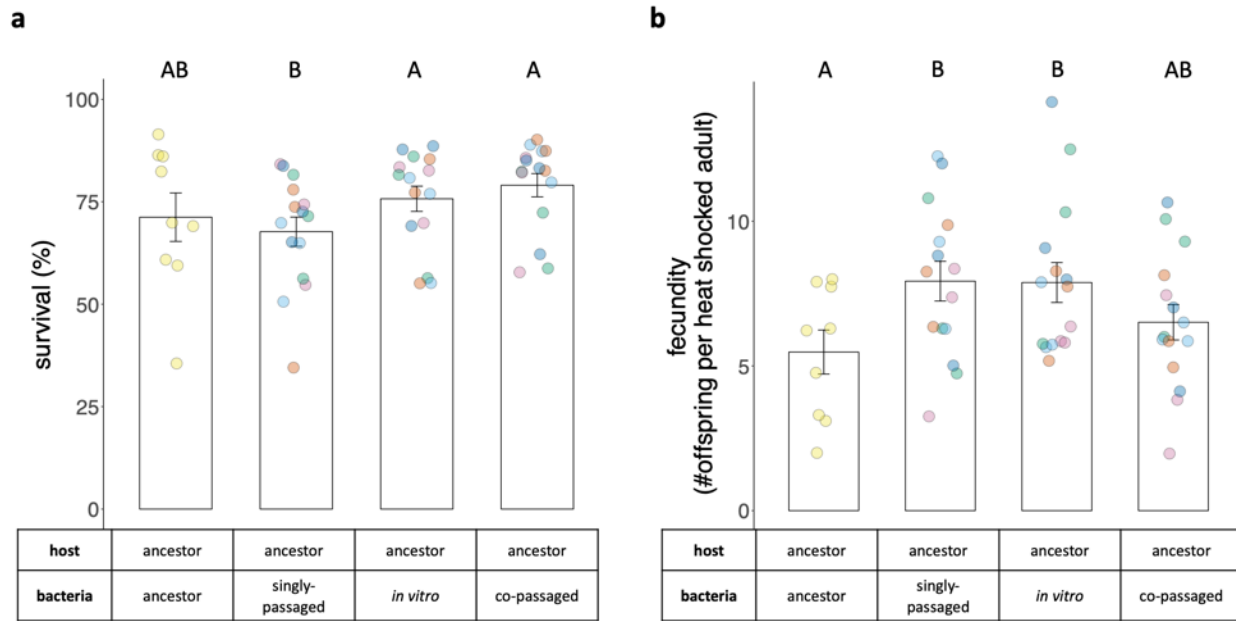 a
AB B A A
100
75
50
25
0
survival (%)
host ancestor ancestor ancestor ancestor
bacteria ancestor singly-passaged in vitro co-passaged
b
A B B AB
10
5
0
fecundity
(#offspring per heat shocked adult)
host ancestor ancestor ancestor ancestor
bacteria ancestor singly-passaged in vitro co-passaged